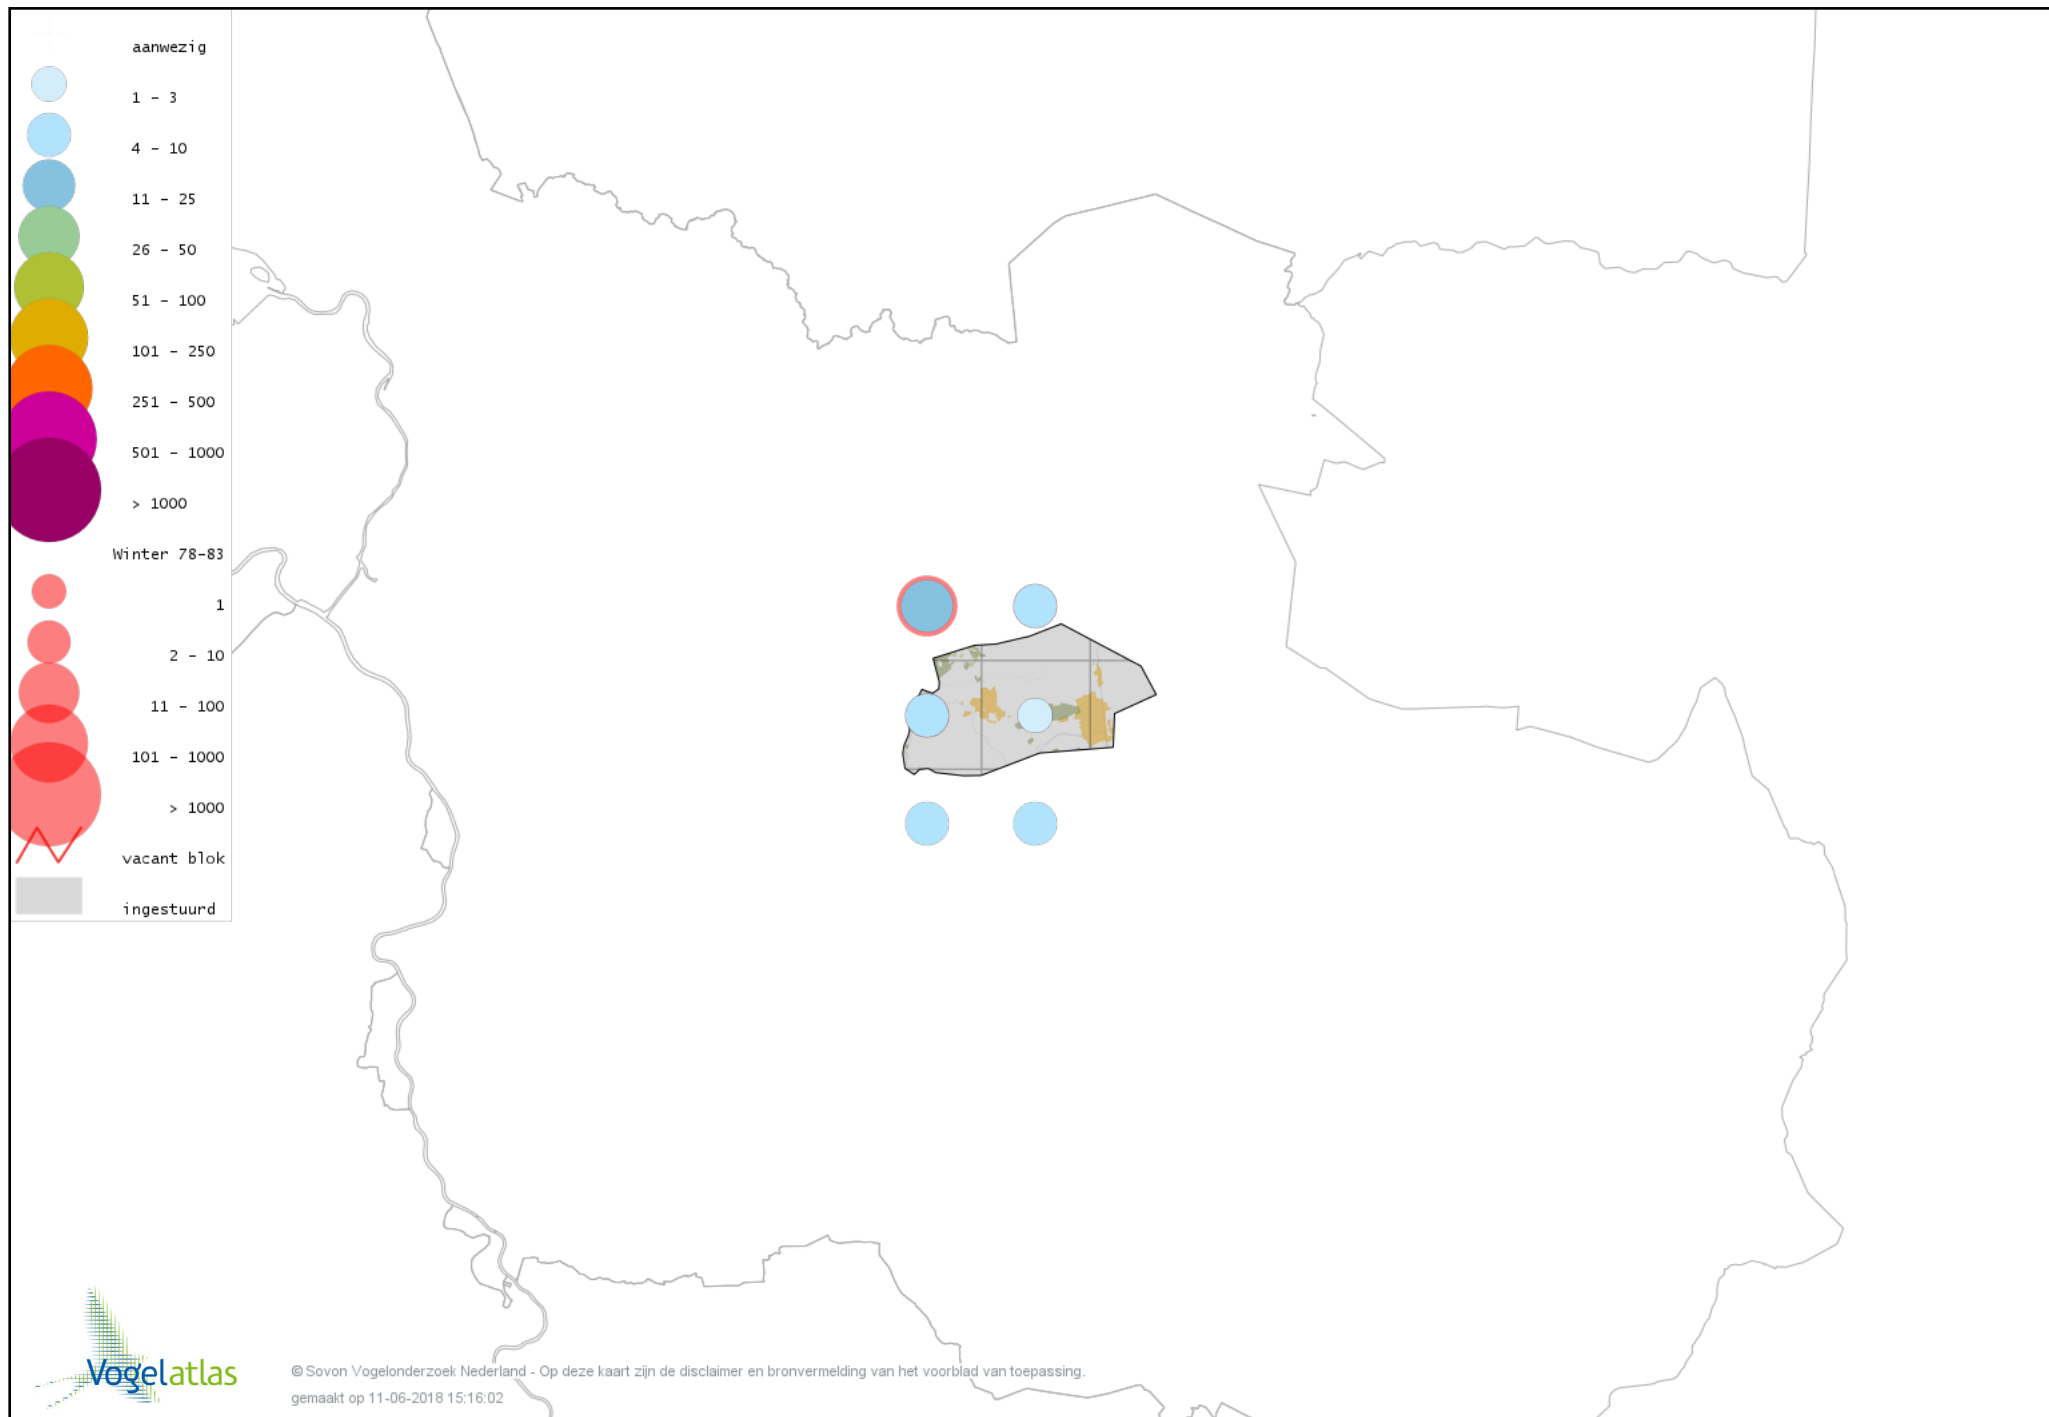 aanwezig
1 - 3
4 - 10
11 - 25
26 - 50
51 - 100
101 - 250
251 - 500
501 - 1000
> 1000
Winter 78-83
1
2 - 10
11 - 100
101 - 1000
> 1000
vacant blok
ingestuurd
Vogelatlas
© Sovon Vogelonderzoek Nederland - Op deze kaart zijn de disclaimer en bronvermelding van het voorblad van toepassing.
gemaakt op 11-06-2018 15:16:02